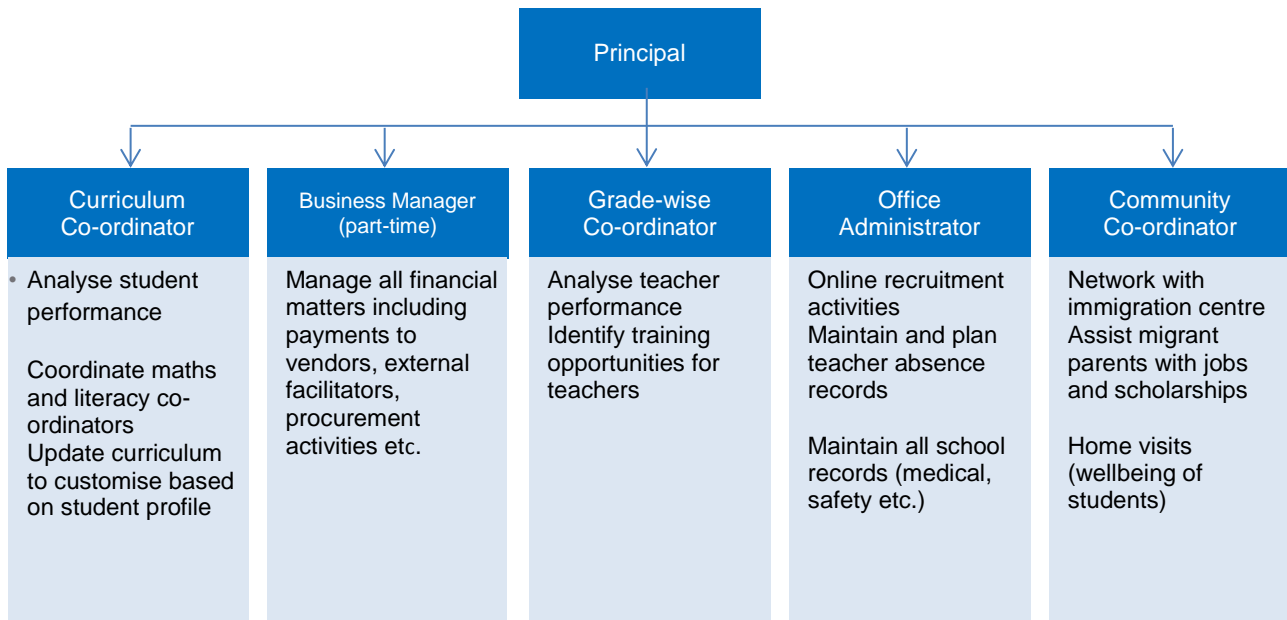 Principal
Curriculum
Co-ordinator
• Analyse student
performance
Coordinate maths
and literacy co-
ordinators
Update curriculum
to customise based
on student profile
Business Manager
(part-time)
Manage all financial
matters including
payments to
vendors, external
facilitators,
procurement
activities etc.
Grade-wise
Co-ordinator
Analyse teacher
performance
Identify training
opportunities for
teachers
Office
Administrator
Online recruitment
activities
Maintain and plan
teacher absence
records
Maintain all school
records (medical,
safety etc.)
Community
Co-ordinator
Network with
immigration centre
Assist migrant
parents with jobs
and scholarships
Home visits
(wellbeing of
students)